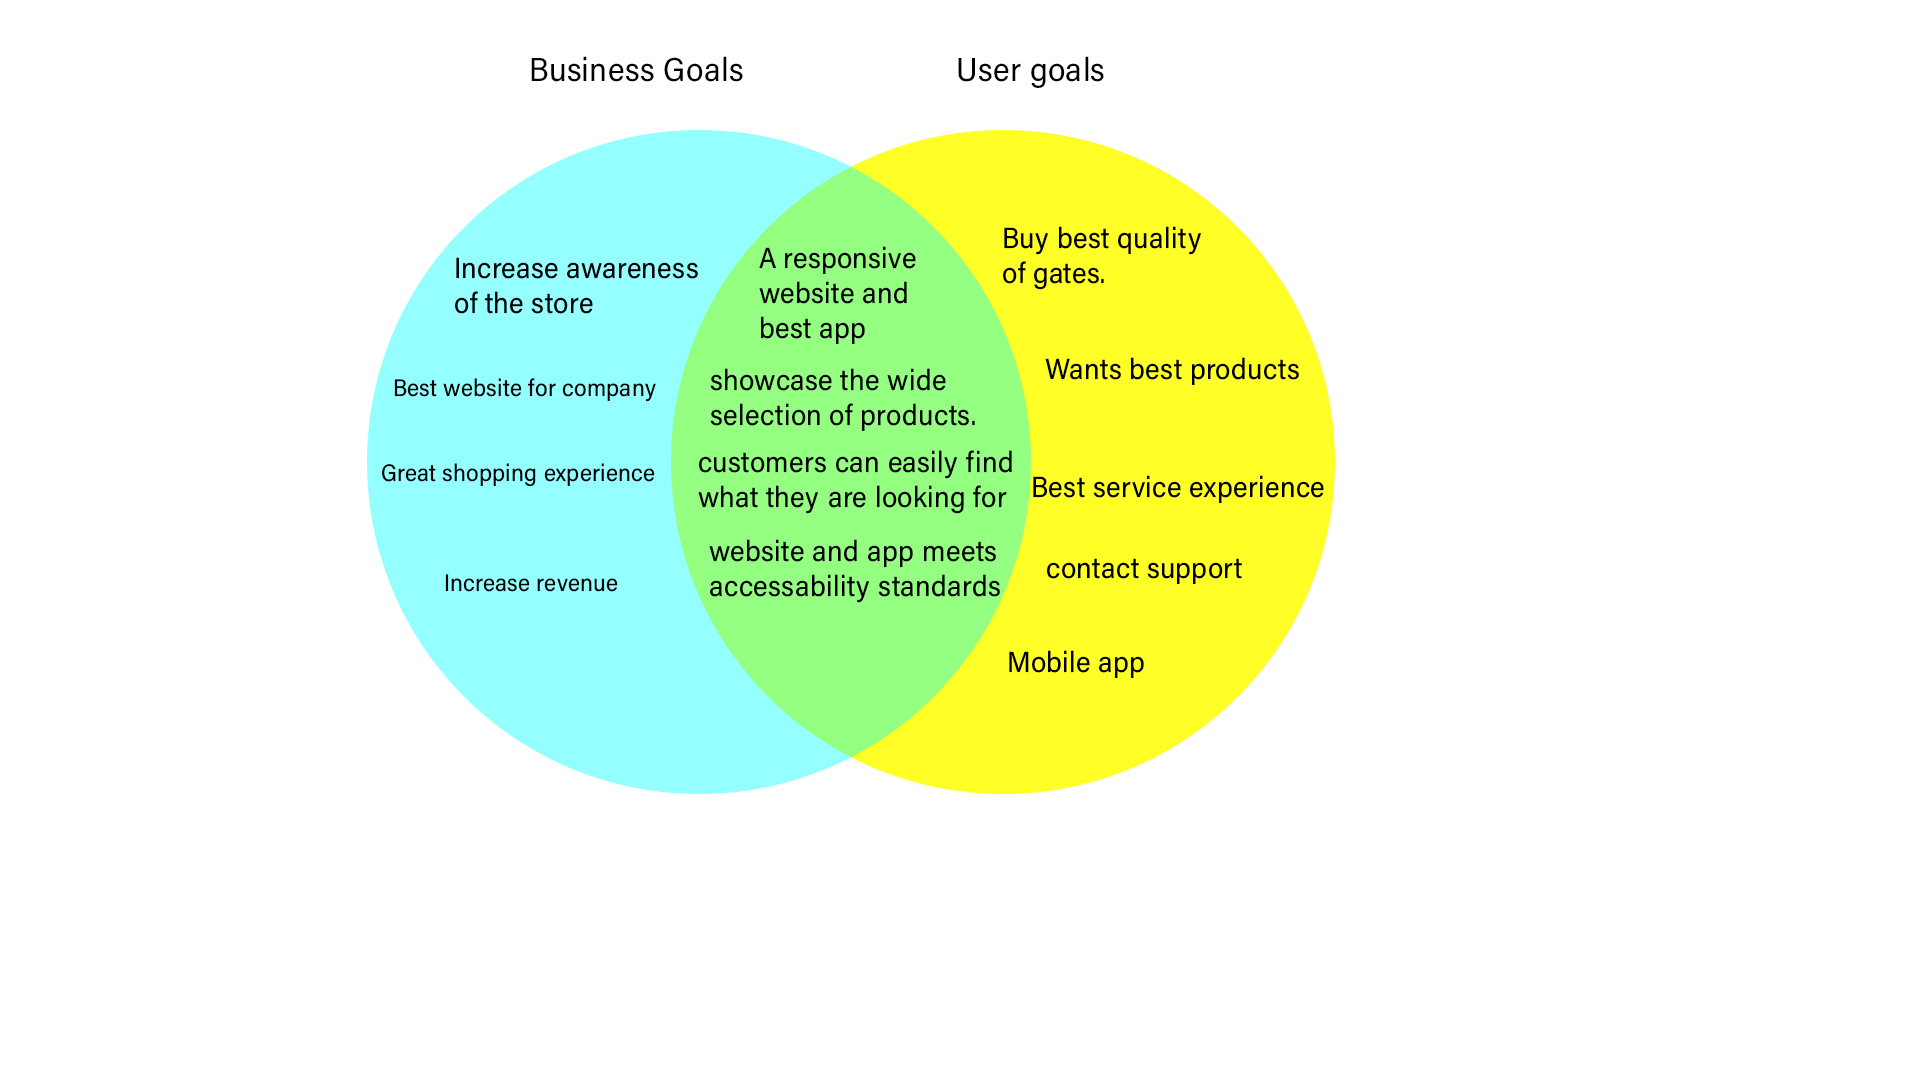 Business Goals
User goals
Increase awareness
of the store
Best website for company
Great shopping experience
Increase revenue
A responsive
website and
best app
showcase the wide
selection of products.
customers can easily find
what they are looking for
website and app meets
accessability standards
Buy best quality
of gates.
Wants best products
Best service experience
contact support
Mobile app